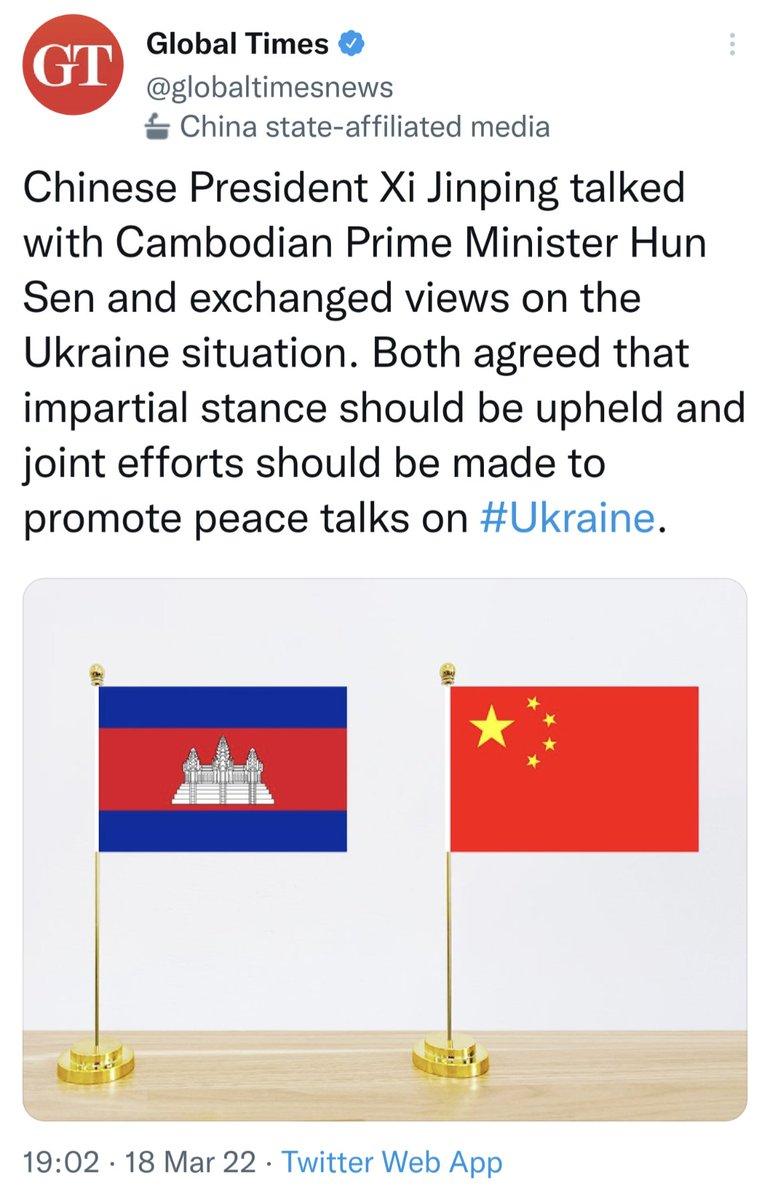 GT
Global Times
@globaltimesnews
China state-affiliated media
Chinese President Xi Jinping talked
with Cambodian Prime Minister Hun
Sen and exchanged views on the
Ukraine situation. Both agreed that
impartial stance should be upheld and
joint efforts should be made to
promote peace talks on #Ukraine.
19:02 · 18 Mar 22 · Twitter Web App